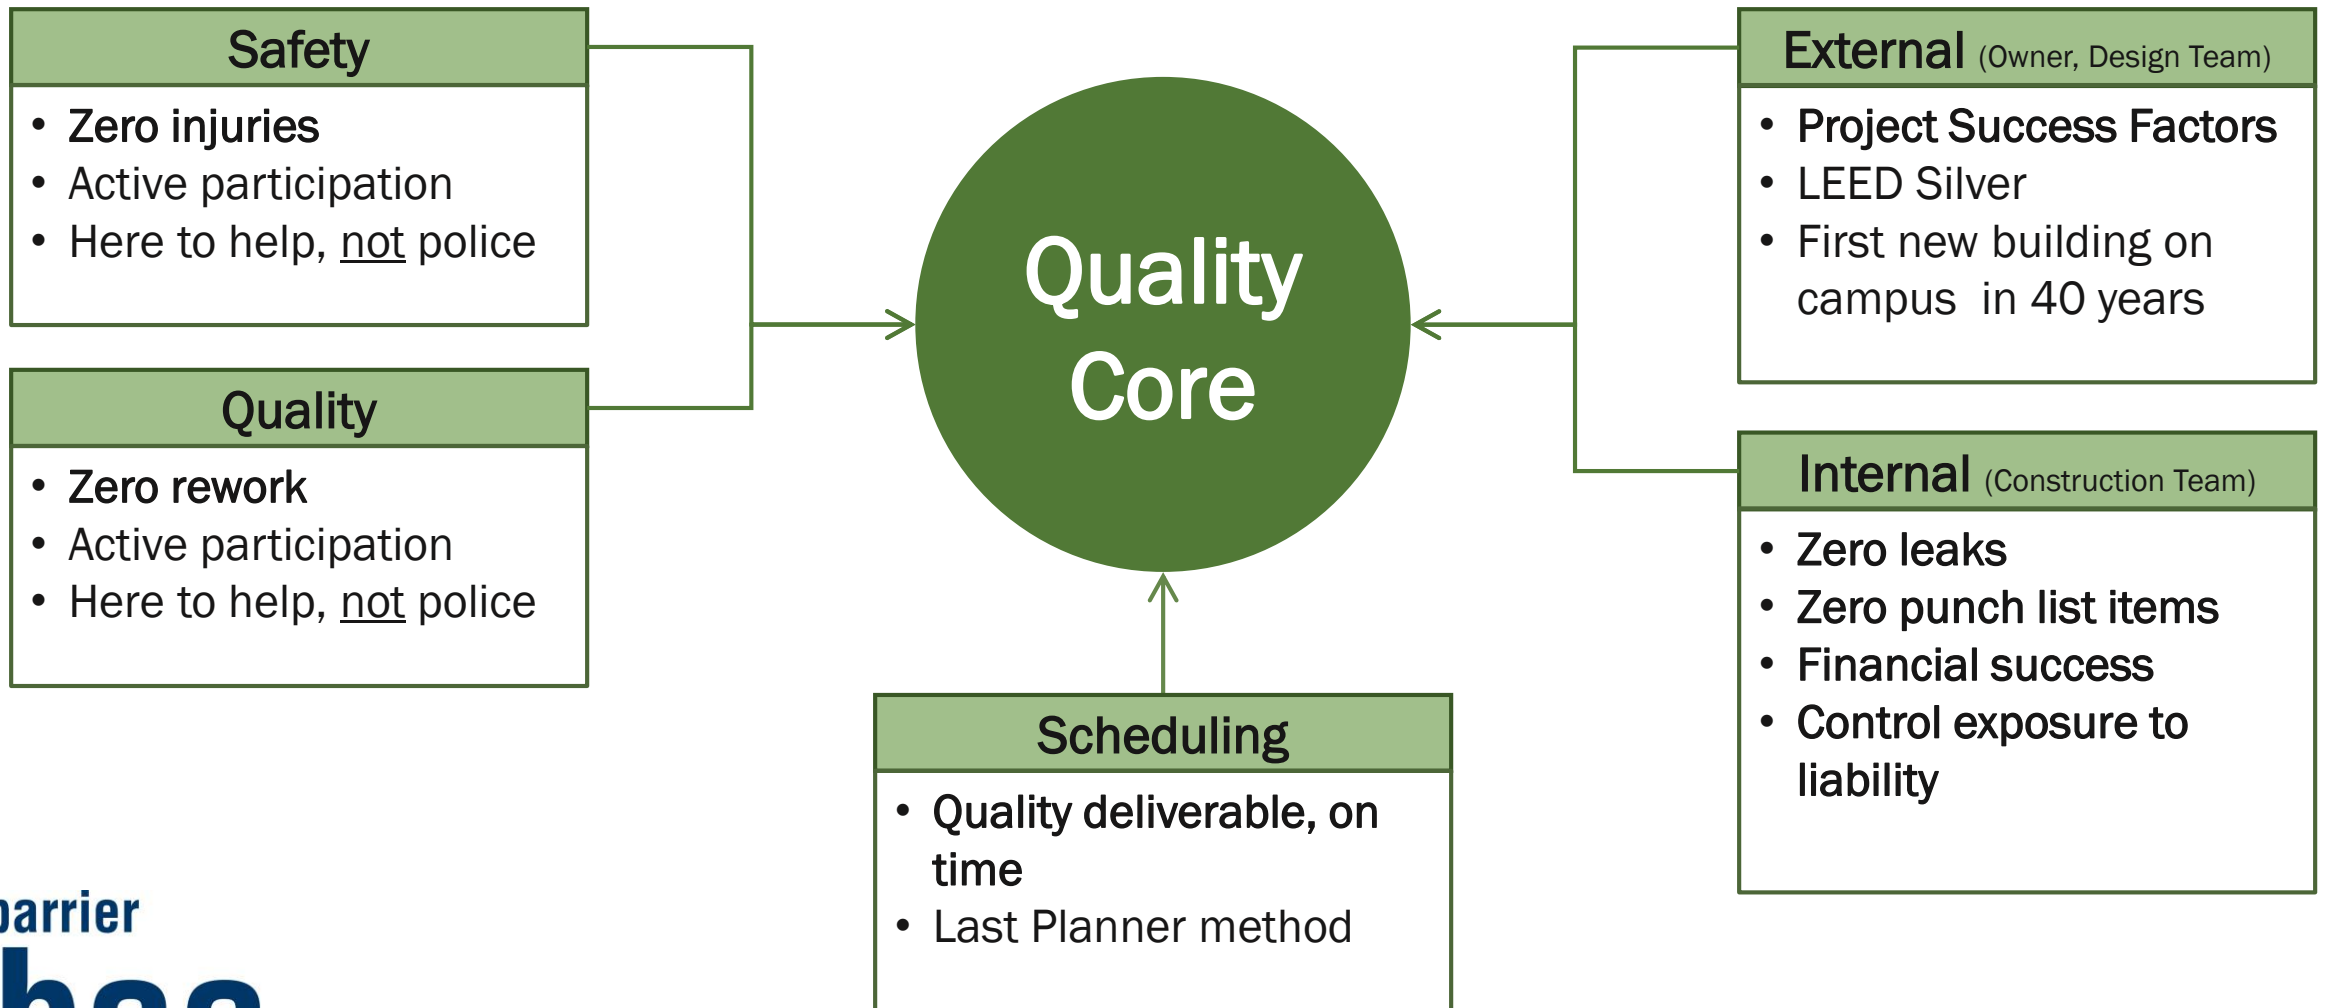 Safety
• Zero injuries
• Active participation
• Here to help, not police
Quality
• Zero rework
• Active participation
• Here to help, not police
Quality
Core
Scheduling
• Quality deliverable, on
time
• Last Planner method
External (Owner, Design Team)
• Project Success Factors
• LEED Silver
• First new building on
campus  in 40 years
Internal (Construction Team)
• Zero leaks
• Zero punch list items
• Financial success
• Control exposure to
liability
barrier